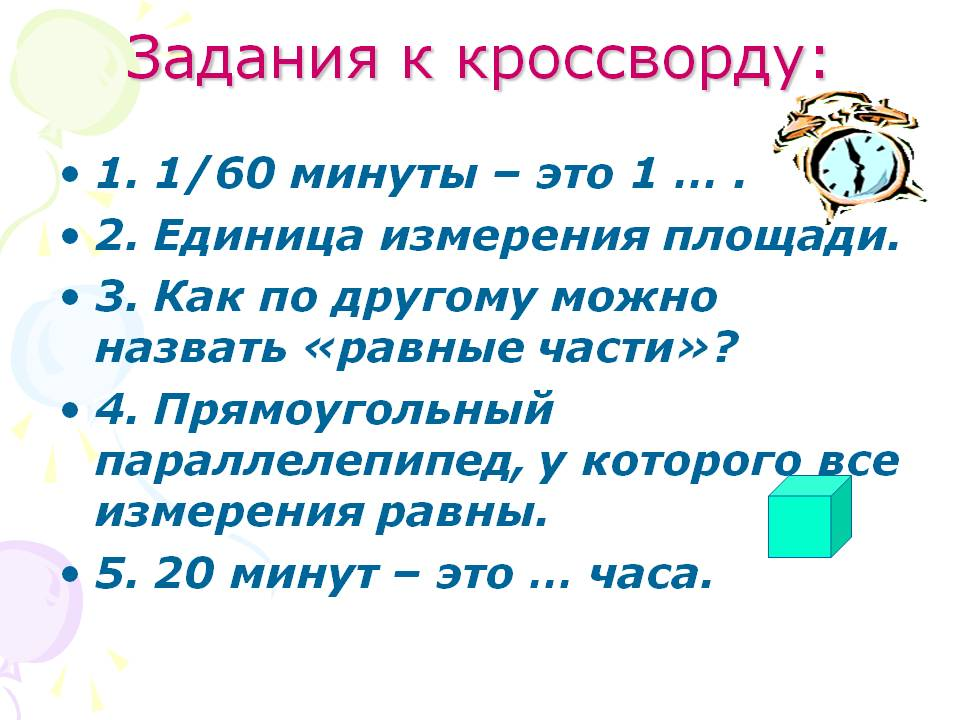 Задания к кроссворду:
• 1. 1/60 минуты – это 1 … .
• 2. Единица измерения площади.
• 3. Как по другому можно
назвать «равные части»?
• 4. Прямоугольный
параллелепипед, у которого все
измерения равны.
• 5. 20 минут – это … часа.